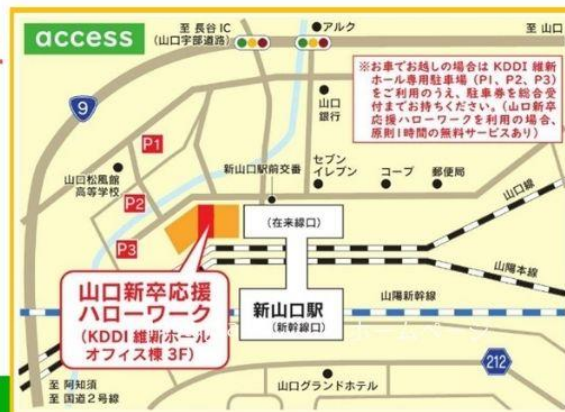 access
至 長谷 IC
(山口宇部道路)
アルク
至 山口
※お車でお越しの場合は KDDI 維新
ホール専用駐車場 (P1、P2、P3)
をご利用のうえ、駐車券を総合受
付までお持ちください。(山口新卒
応援ハローワークを利用の場合、
原則1時間の無料サービスあり)
9
山口
銀行
P1
山口松風館
高等学校
新山口駅前交番
セブン
イレブン
コープ
郵便局
山口線
P2
(在来線口)
P3
山陽本線
山口新卒応援
ハローワーク
(KDDI 維新ホール
オフィス棟 3F)
新山口駅
(新幹線口)
山陽新幹線
212
至 阿知須
至 国道2号線
山口グランドホテル